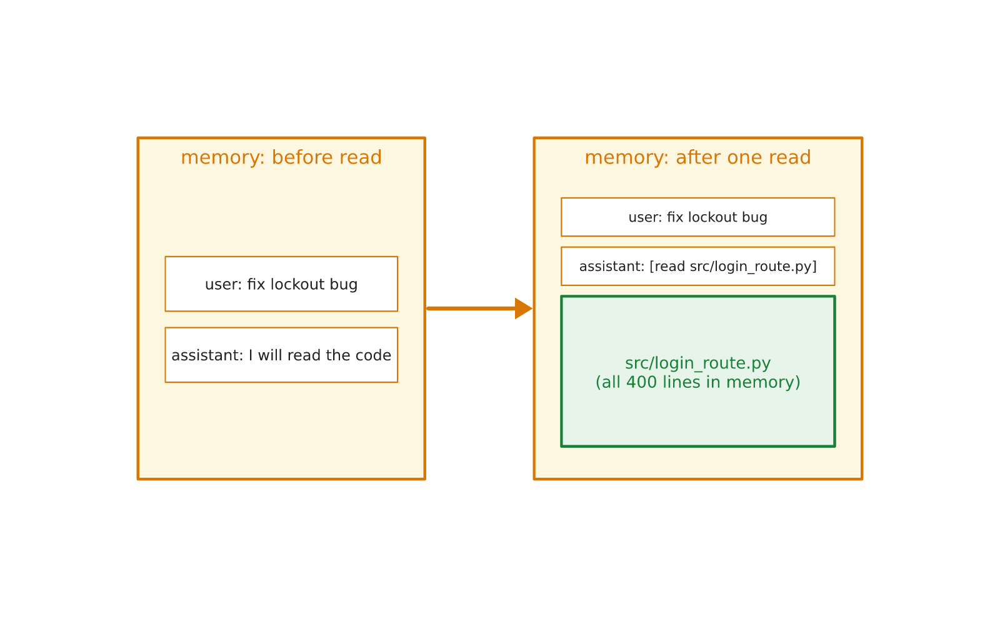 memory: before read
user: fix lockout bug
assistant: I will read the code
memory: after one read
user: fix lockout bug
assistant: [read src/login_route.py]
src/login_route.py
(all 400 lines in memory)